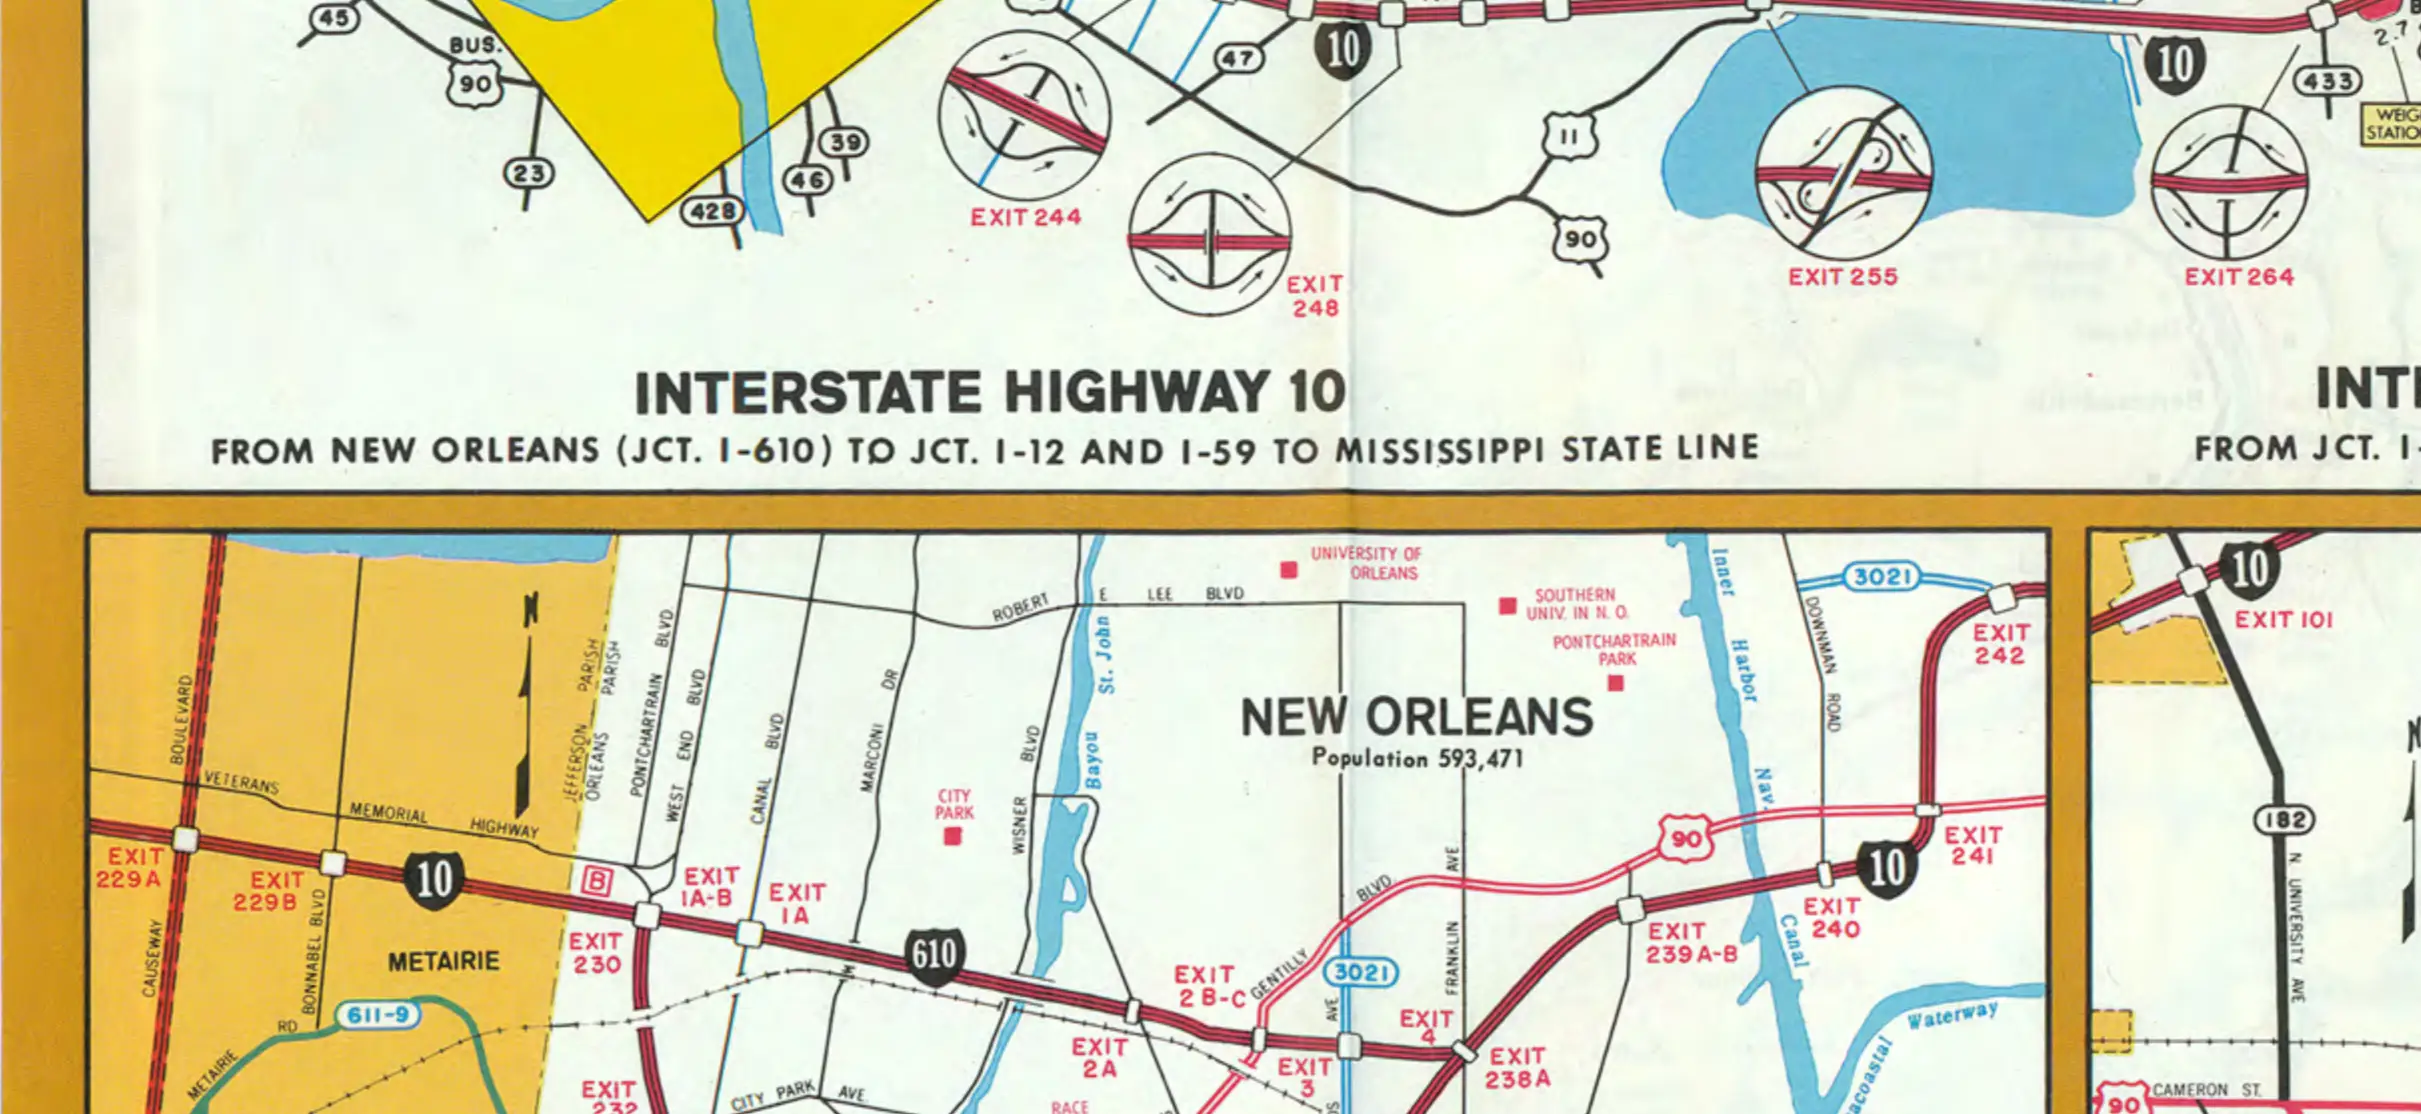 45
BUS.
90
23
428
46
39
47
10
EXIT 244
EXIT
248
11
90
EXIT 255
10
433
2.7
WEIG
STATIO
EXIT 264
INTERSTATE HIGHWAY 10
FROM NEW ORLEANS (JCT. I-610) TO JCT. I-12 AND I-59 TO MISSISSIPPI STATE LINE
INT
FROM JCT. I-
N
BOULEVARD
VETERANS
MEMORIAL
HIGHWAY
JEFFERSON PARISH
ORLEANS PARISH
PONTCHARTRAIN BLVD
WEST END BLVD
CANAL BLVD
MARCONI DR
ROBERT E LEE BLVD
WISNER BLVD
Bayou St. John
CITY
PARK
UNIVERSITY OF
ORLEANS
SOUTHERN
UNIV. IN N. O.
PONTCHARTRAIN
PARK
NEW ORLEANS
Population 593,471
Inner Harbor Nav. Canal
DOWNMAN ROAD
3021
EXIT
242
90
EXIT
241
10
EXIT
240
EXIT
239 A-B
EXIT
229A
EXIT
229B
10
B
EXIT
1A-B
EXIT
1A
EXIT
230
610
METAIRIE
CAUSEWAY
BONNABEL BLVD
611-9
METAIRIE RD
EXIT
232
CITY PARK AVE
EXIT
2A
RACE
EXIT
2B-C
GENTILLY BLVD
3021
AVE
FRANKLIN AVE
EXIT
3
EXIT
4
EXIT
238A
Waterway
acoastal
10
EXIT 101
182
N UNIVERSITY AVE
N
CAMERON ST.
90